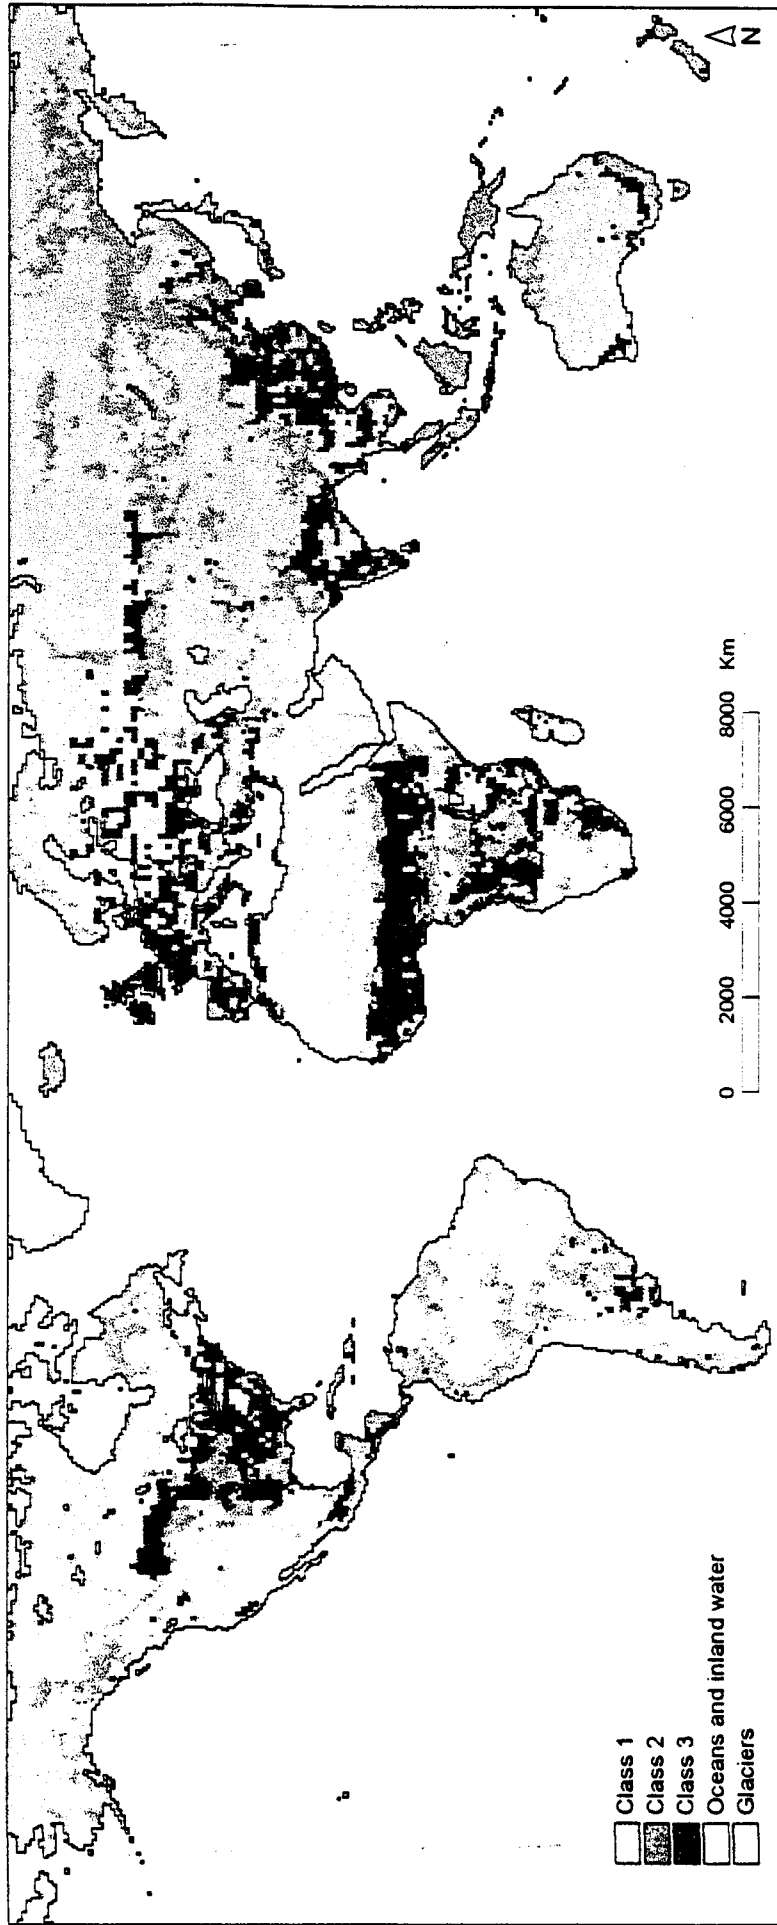 Class 1
Class 2
Class 3
Oceans and inland water
Glaciers
0 2000 4000 6000 8000 Km
N